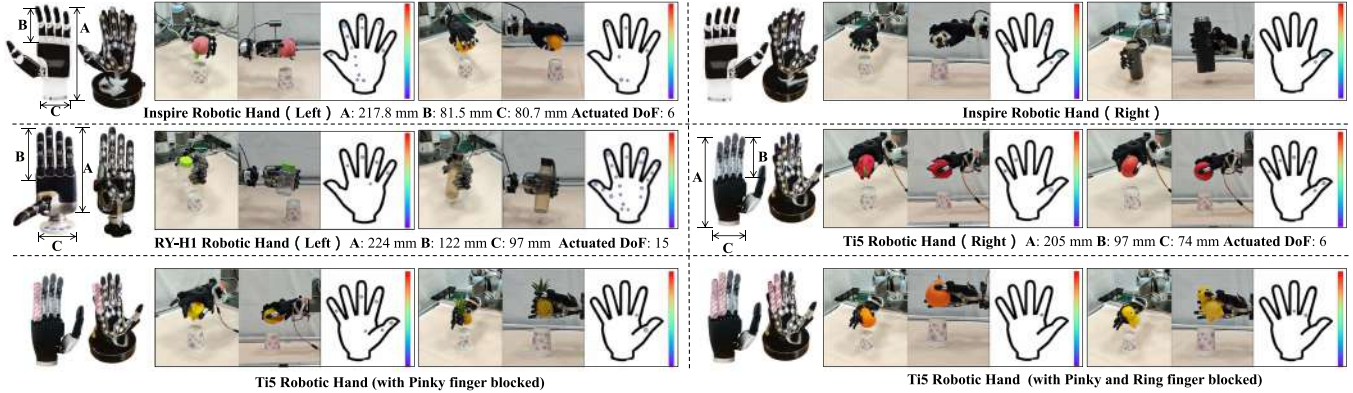 B
A
C
Inspire Robotic Hand ( Left ) A: 217.8 mm B: 81.5 mm C: 80.7 mm Actuated DoF: 6
Inspire Robotic Hand ( Right )
B
A
C
RY-H1 Robotic Hand ( Left ) A: 224 mm B: 122 mm C: 97 mm Actuated DoF: 15
A
B
C
Ti5 Robotic Hand ( Right ) A: 205 mm B: 97 mm C: 74 mm Actuated DoF: 6
Ti5 Robotic Hand (with Pinky finger blocked)
Ti5 Robotic Hand (with Pinky and Ring finger blocked)